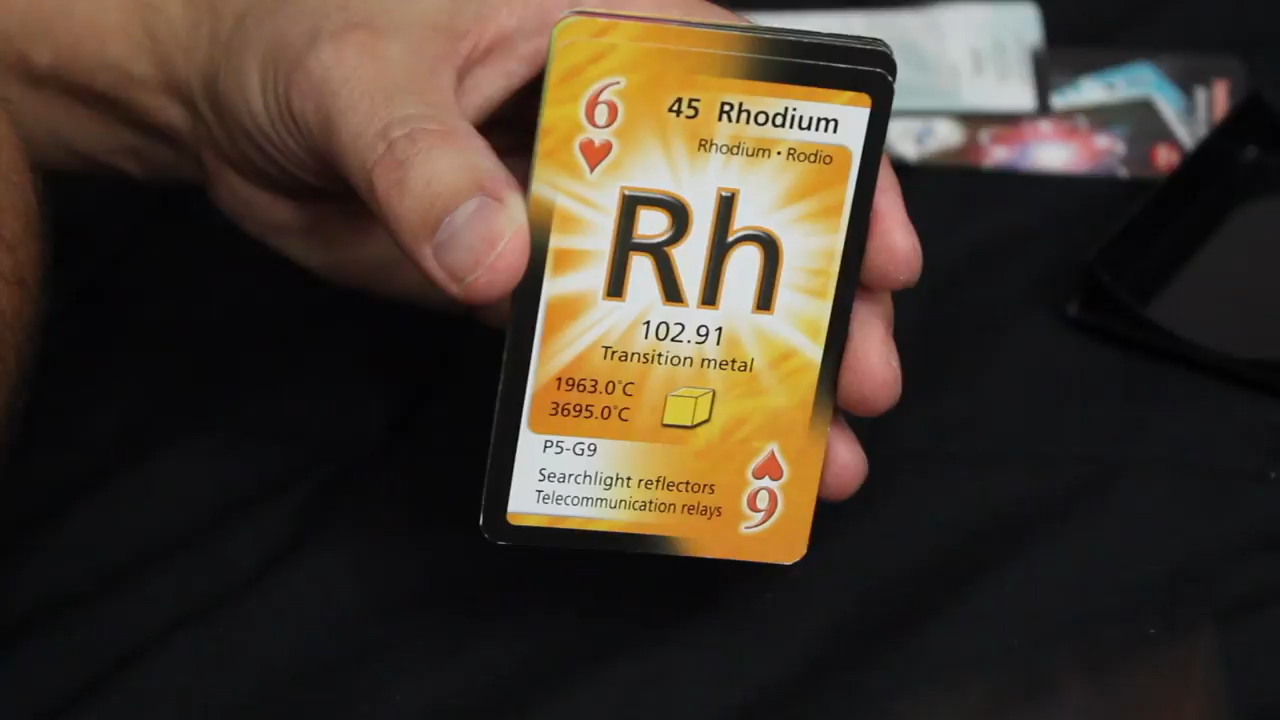 6
45 Rhodium
Rhodium • Rodio
Rh
102.91
Transition metal
1963.0°C
3695.0°C
P5-G9
Searchlight reflectors
Telecommunication relays
6